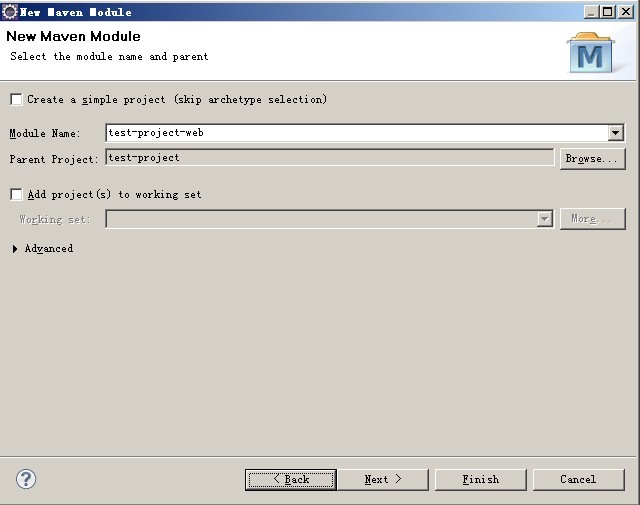 New Maven Module
New Maven Module
Select the module name and parent
M
Create a simple project (skip archetype selection)
Module Name: test-project-web
Parent Project: test-project Browse...
Add project(s) to working set
Working set: More...
Advanced
? < Back Next > Finish Cancel